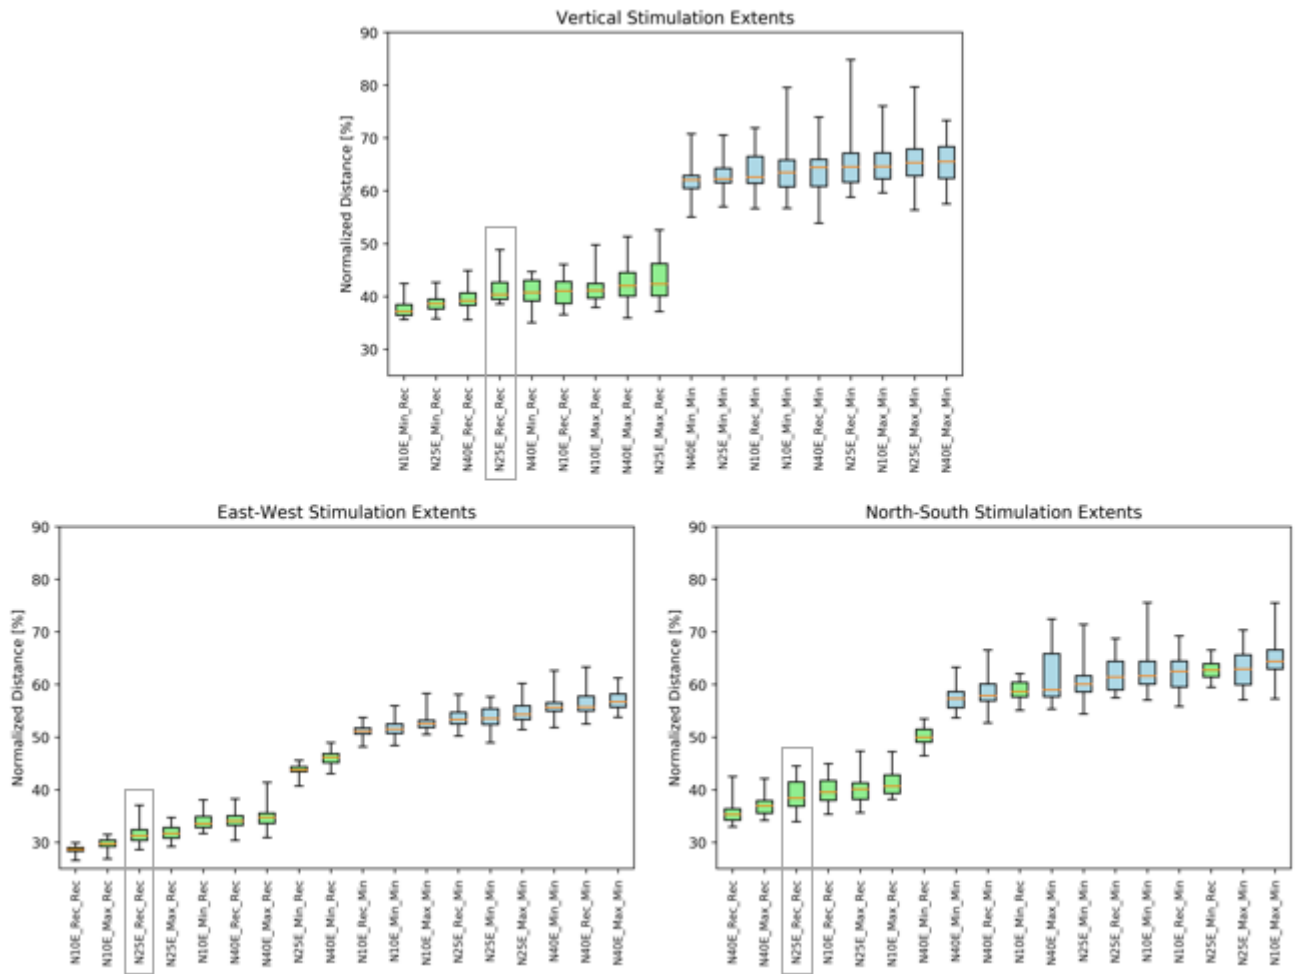 Vertical Stimulation Extents
Normalized Distance [%]
90
80
70
60
50
40
30
N10E_Min_Rec
N25E_Min_Rec
N40E_Rec_Rec
N25E_Rec_Rec
N40E_Min_Rec
N10E_Rec_Rec
N10E_Max_Rec
N40E_Max_Rec
N25E_Max_Rec
N40E_Min_Min
N25E_Min_Min
N10E_Rec_Min
N10E_Min_Min
N40E_Rec_Min
N25E_Rec_Min
N10E_Max_Min
N25E_Max_Min
N40E_Max_Min
East-West Stimulation Extents
Normalized Distance [%]
90
80
70
60
50
40
30
N10E_Rec_Rec
N10E_Max_Rec
N25E_Rec_Rec
N25E_Max_Rec
N10E_Min_Rec
N40E_Rec_Rec
N40E_Max_Rec
N25E_Min_Rec
N40E_Min_Rec
N10E_Rec_Min
N10E_Min_Min
N10E_Max_Min
N25E_Rec_Min
N25E_Min_Min
N25E_Max_Min
N40E_Min_Min
N40E_Rec_Min
N40E_Max_Min
North-South Stimulation Extents
Normalized Distance [%]
90
80
70
60
50
40
30
N40E_Rec_Rec
N40E_Max_Rec
N25E_Rec_Rec
N10E_Rec_Rec
N25E_Max_Rec
N10E_Max_Rec
N40E_Min_Rec
N40E_Min_Min
N40E_Rec_Min
N10E_Min_Rec
N40E_Max_Min
N25E_Min_Min
N25E_Rec_Min
N10E_Min_Min
N10E_Rec_Min
N25E_Min_Rec
N25E_Max_Min
N10E_Max_Min